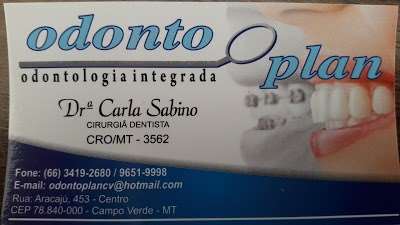 odonto
plan
odontologia integrada
Drª Carla Sabino
CIRURGIÃ DENTISTA
CRO/MT - 3562
Fone: (66) 3419-2680 / 9651-9998
E-mail: odontoplancv@hotmail.com
Rua: Aracajú, 453 - Centro
CEP 78.840-000 - Campo Verde - MT